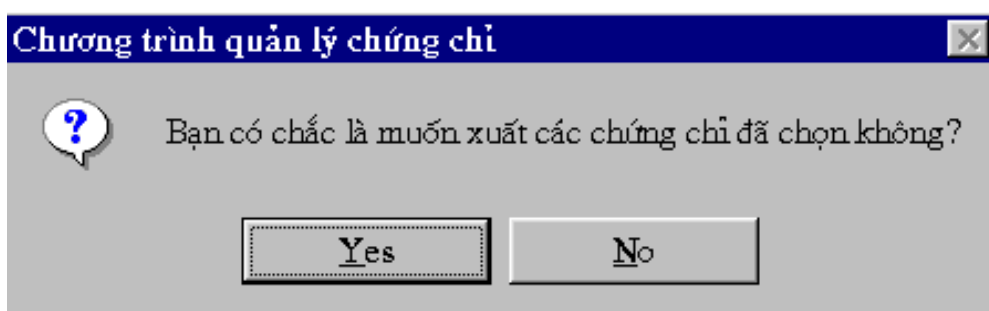 Chương trình quản lý chứng chỉ
Bạn có chắc là muốn xuất các chứng chỉ đã chọn không?
Yes
No